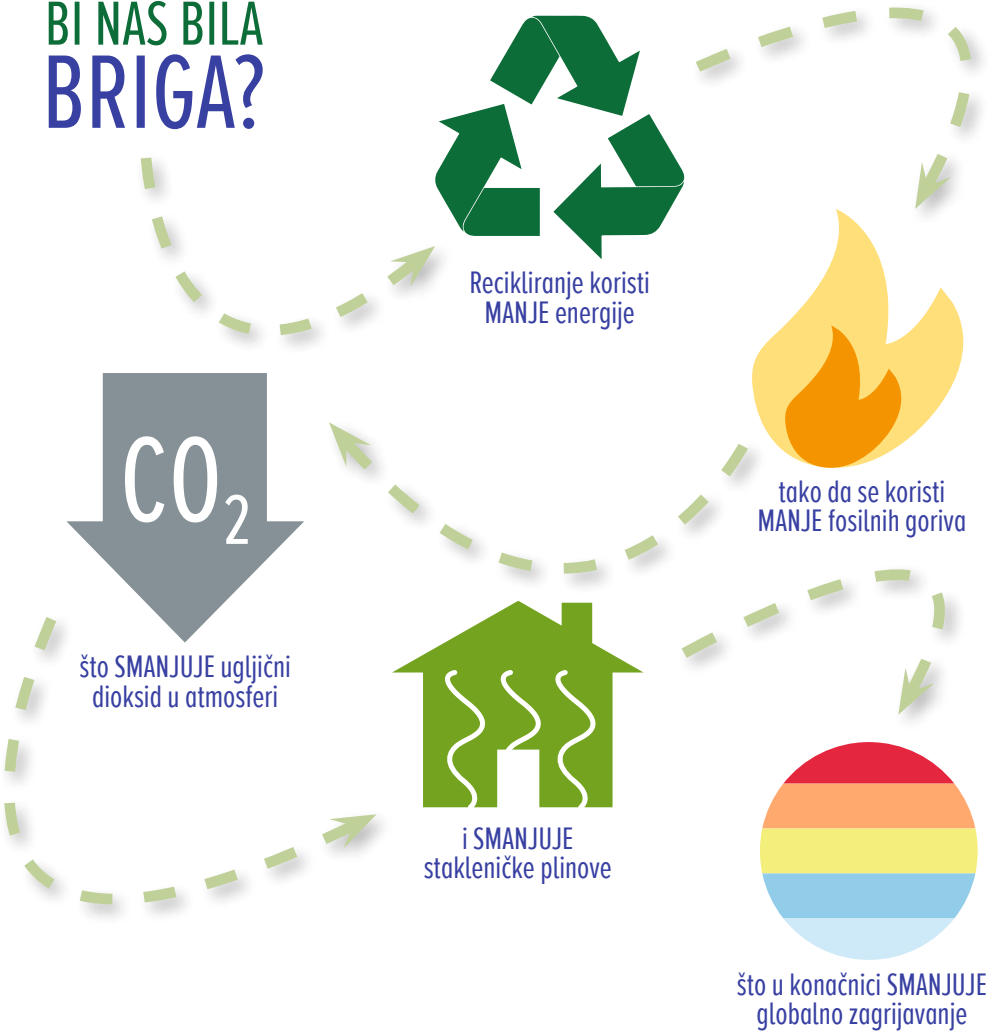 BI NAS BILA
BRIGA?
Recikliranje koristi
MANJE energije
tako da se koristi
MANJE fosilnih goriva
CO₂
što SMANJUJE ugljični
dioksid u atmosferi
i SMANJUJE
stakleničke plinove
što u konačnici SMANJUJE
globalno zagrijavanje